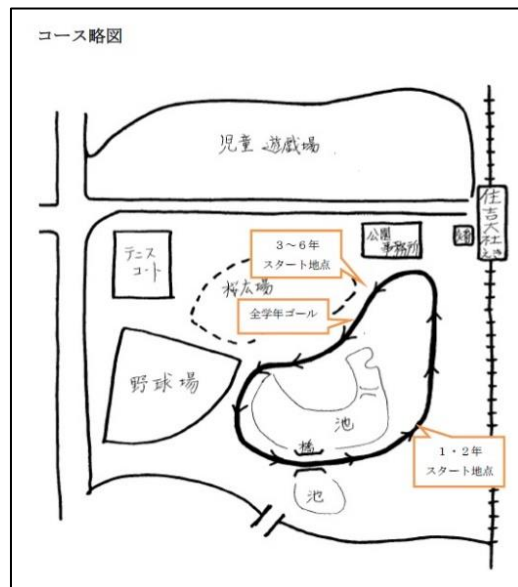 コース略図
児童 遊戯場
住吉大社えき
テニス
コート
公園
事務所
3～6年
スタート地点
桜広場
全学年ゴール
野球場
池
橋
1・2年
スタート地点
池